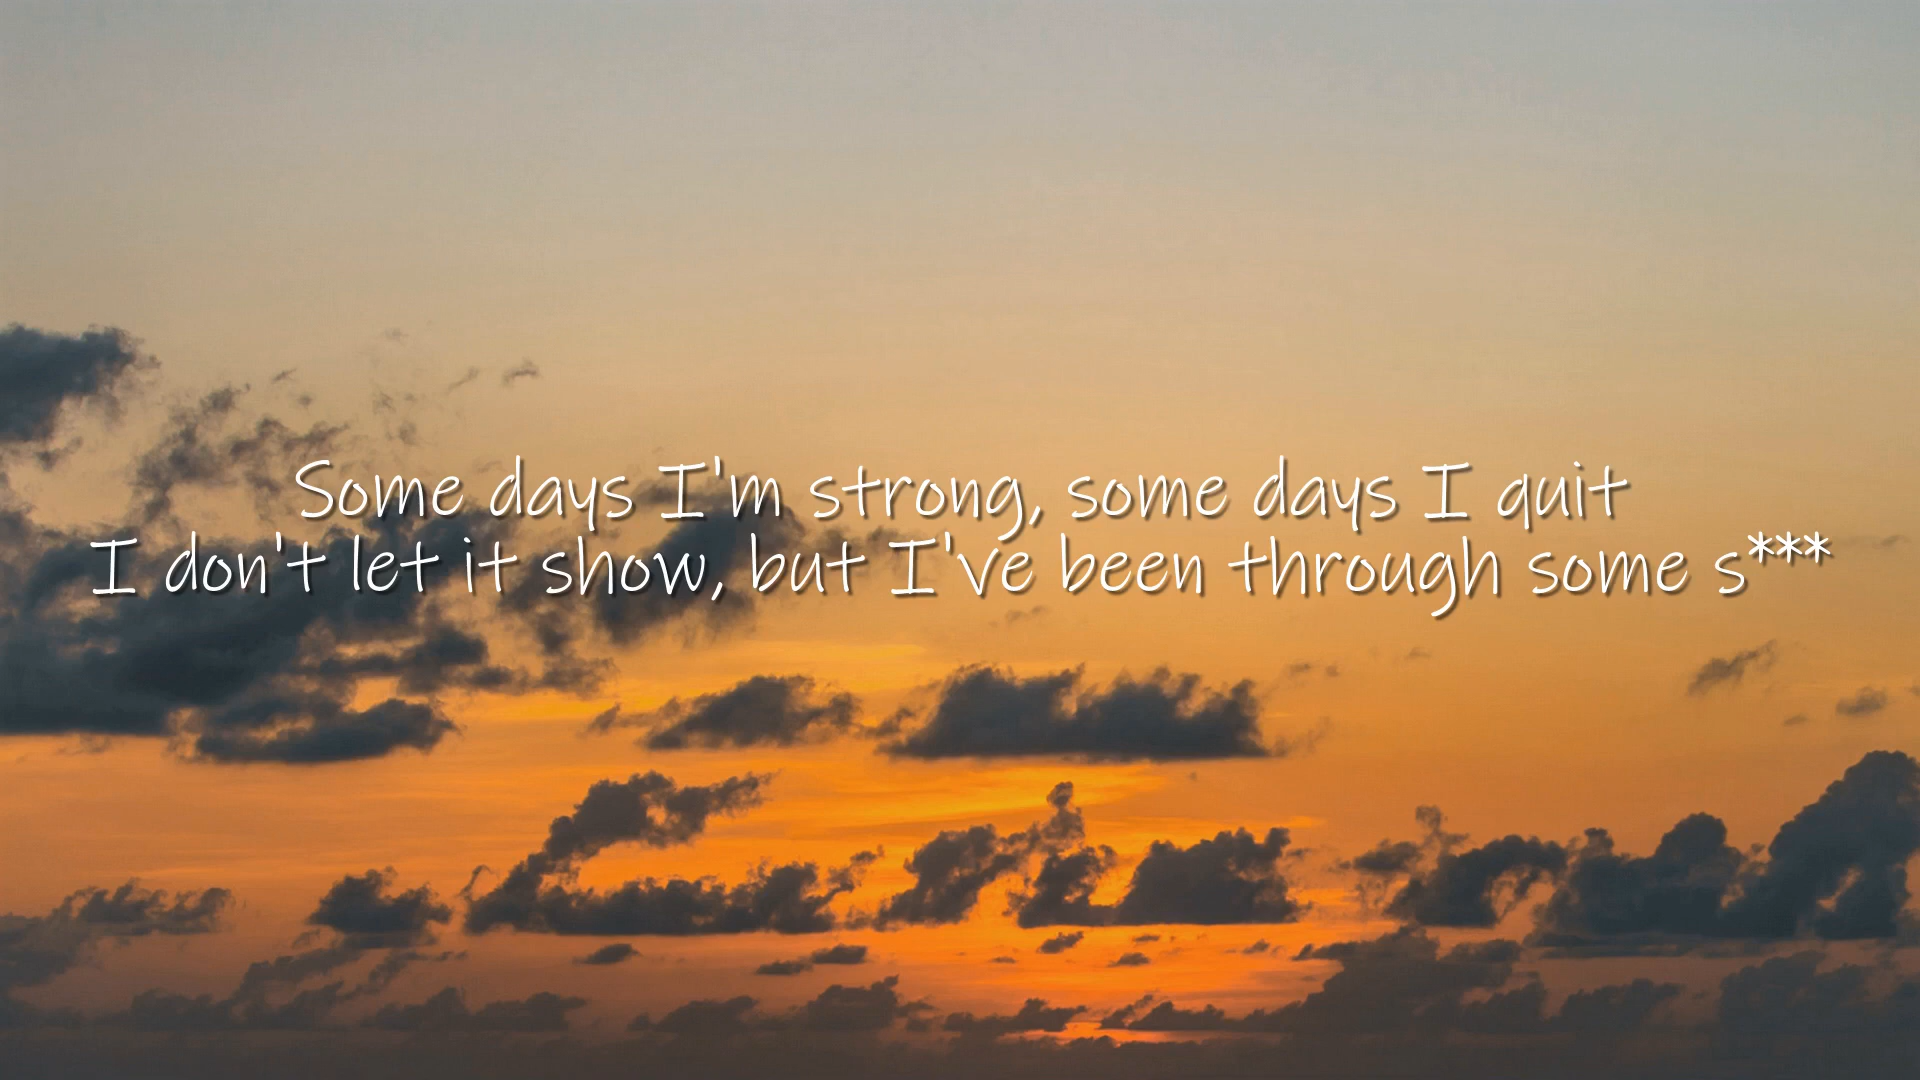 Some days I'm strong, some days I quit
I don't let it show, but I've been through some s***